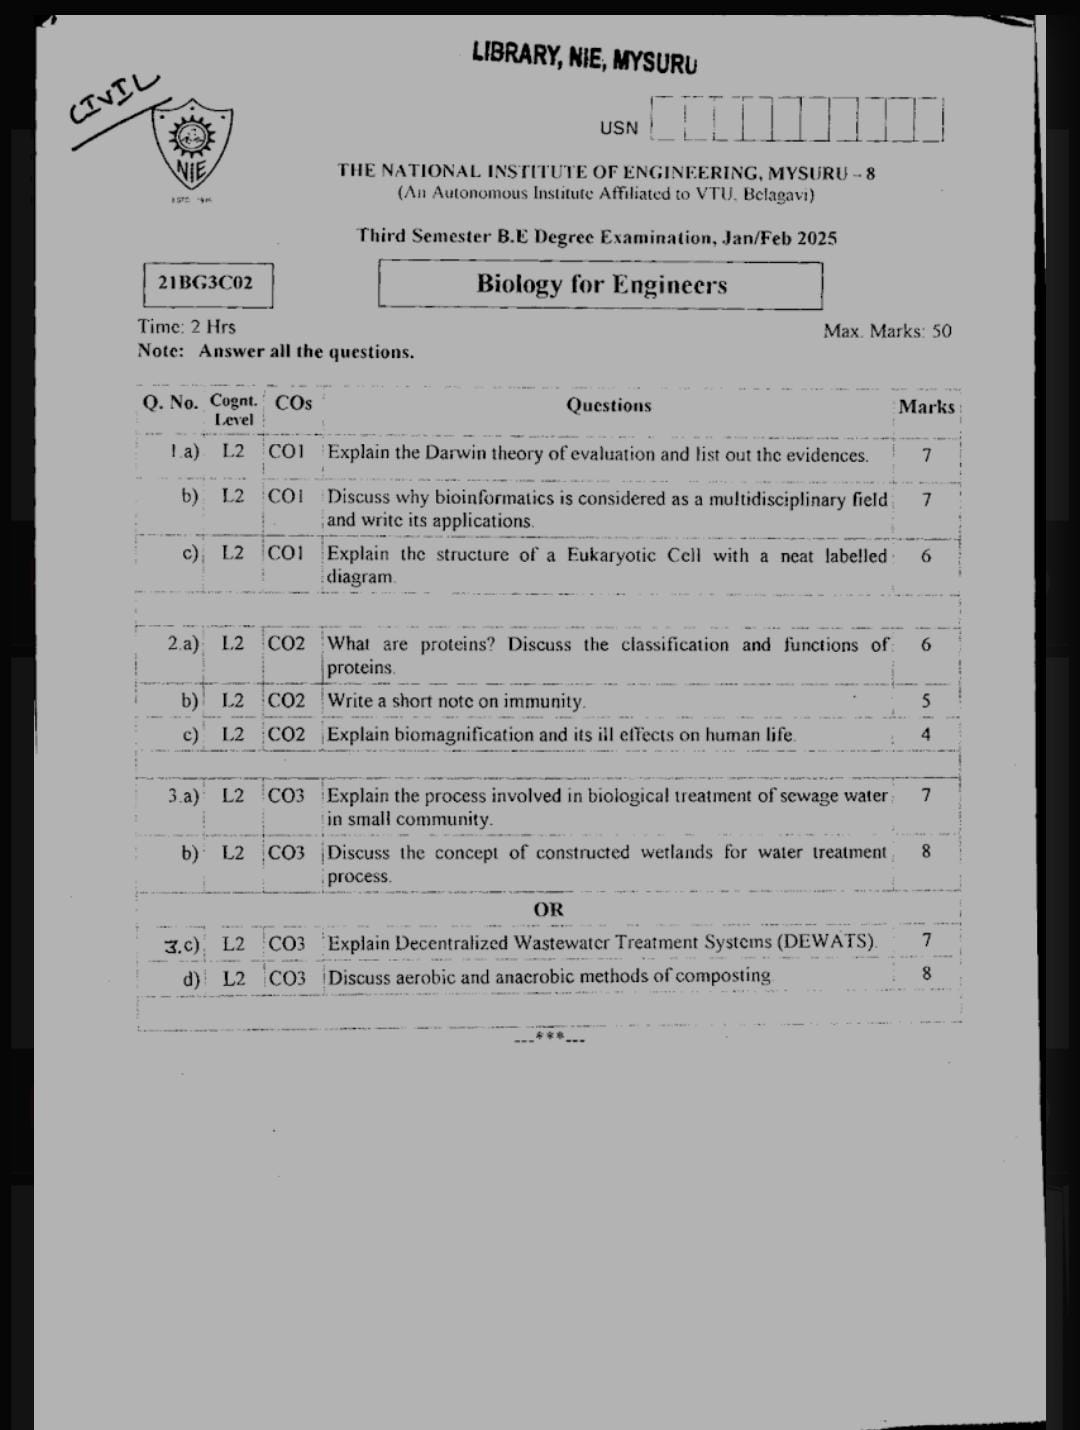 LIBRARY, NIE, MYSURU
CIVIL
NIE
USN
THE NATIONAL INSTITUTE OF ENGINEERING, MYSURU - 8
(An Autonomous Institute Affiliated to VTU, Belagavi)
Third Semester B.E Degree Examination, Jan/Feb 2025
21BG3C02
Biology for Engineers
Time: 2 Hrs
Max. Marks: 50
Note: Answer all the questions.
Q. No. Cognt. COs Questions Marks
Level
1.a) L2 CO1 Explain the Darwin theory of evaluation and list out the evidences. 7
b) L2 CO1 Discuss why bioinformatics is considered as a multidisciplinary field 7
and write its applications.
c) L2 CO1 Explain the structure of a Eukaryotic Cell with a neat labelled 6
diagram.
2.a) L2 CO2 What are proteins? Discuss the classification and functions of 6
proteins.
b) L2 CO2 Write a short note on immunity. 5
c) L2 CO2 Explain biomagnification and its ill effects on human life. 4
3.a) L2 CO3 Explain the process involved in biological treatment of sewage water 7
in small community.
b) L2 CO3 Discuss the concept of constructed wetlands for water treatment 8
process.
OR
3.c) L2 CO3 Explain Decentralized Wastewater Treatment Systems (DEWATS). 7
d) L2 CO3 Discuss aerobic and anaerobic methods of composting 8
---***---